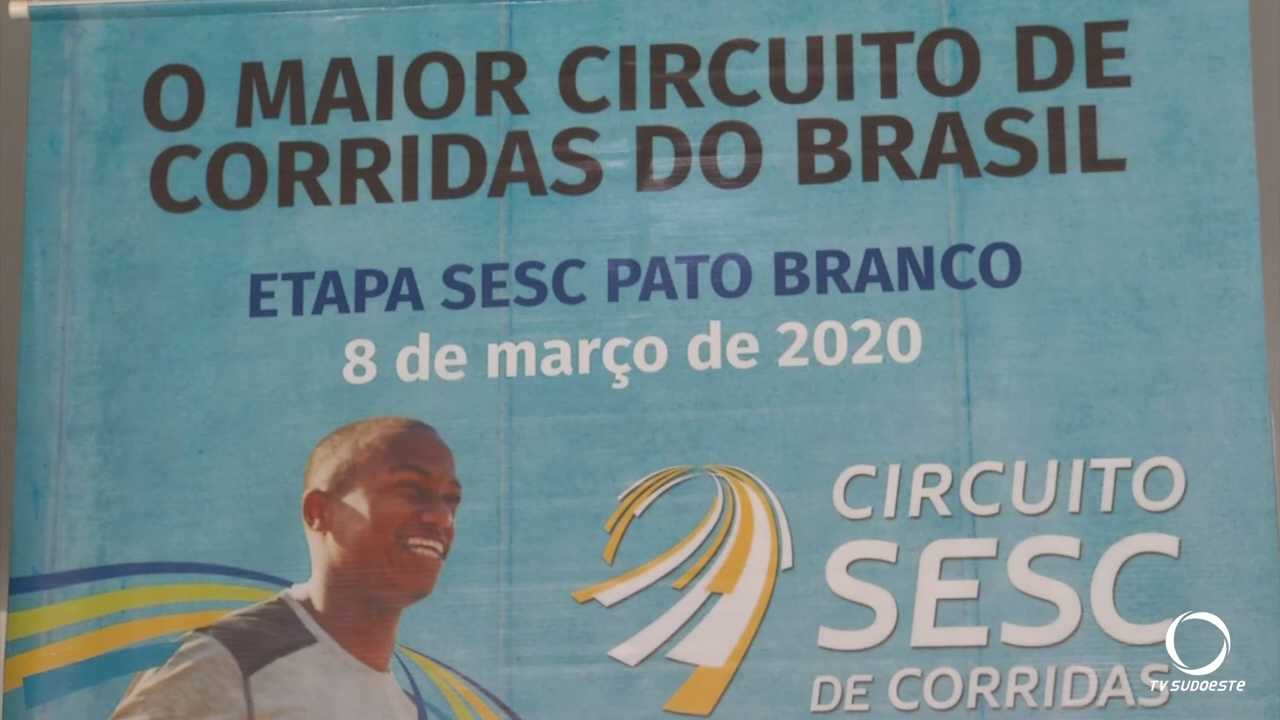 O MAIOR CIRCUITO DE
CORRIDAS DO BRASIL
ETAPA SESC PATO BRANCO
8 de março de 2020
CIRCUITO
SESC
DE CORRIDAS
TV SUDOESTE